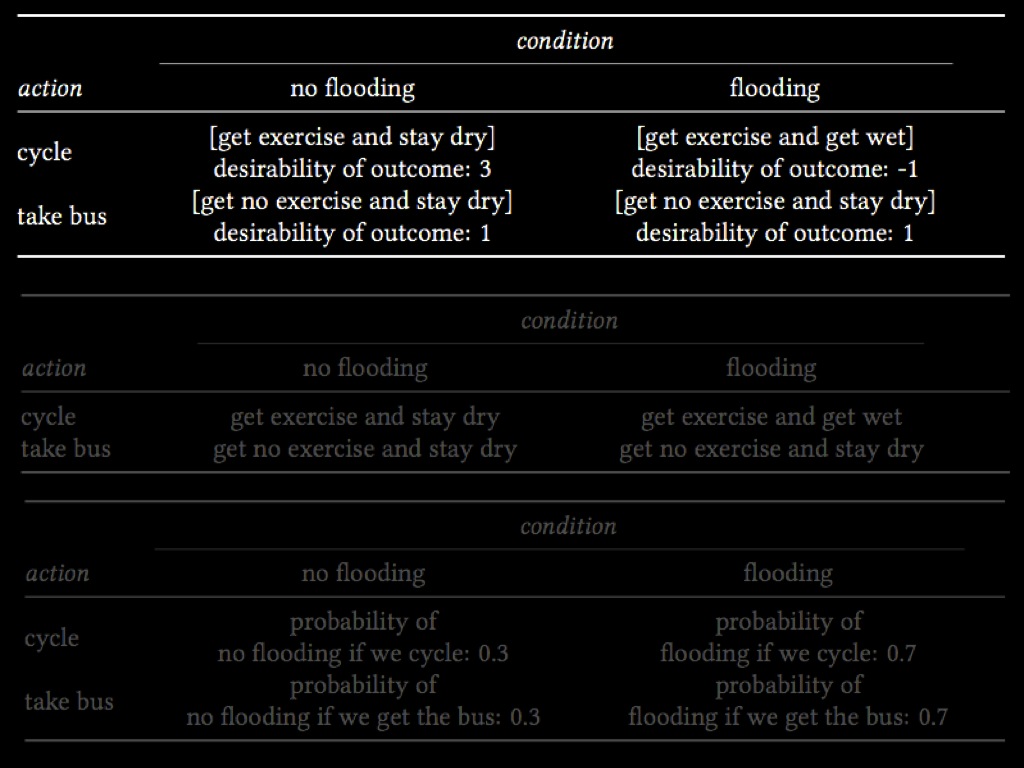 condition
action no flooding flooding
cycle [get exercise and stay dry] [get exercise and get wet]
desirability of outcome: 3 desirability of outcome: -1
take bus [get no exercise and stay dry] [get no exercise and stay dry]
desirability of outcome: 1 desirability of outcome: 1
condition
action no flooding flooding
cycle get exercise and stay dry get exercise and get wet
take bus get no exercise and stay dry get no exercise and stay dry
condition
action no flooding flooding
cycle probability of probability of
no flooding if we cycle: 0.3 flooding if we cycle: 0.7
take bus probability of probability of
no flooding if we get the bus: 0.3 flooding if we get the bus: 0.7